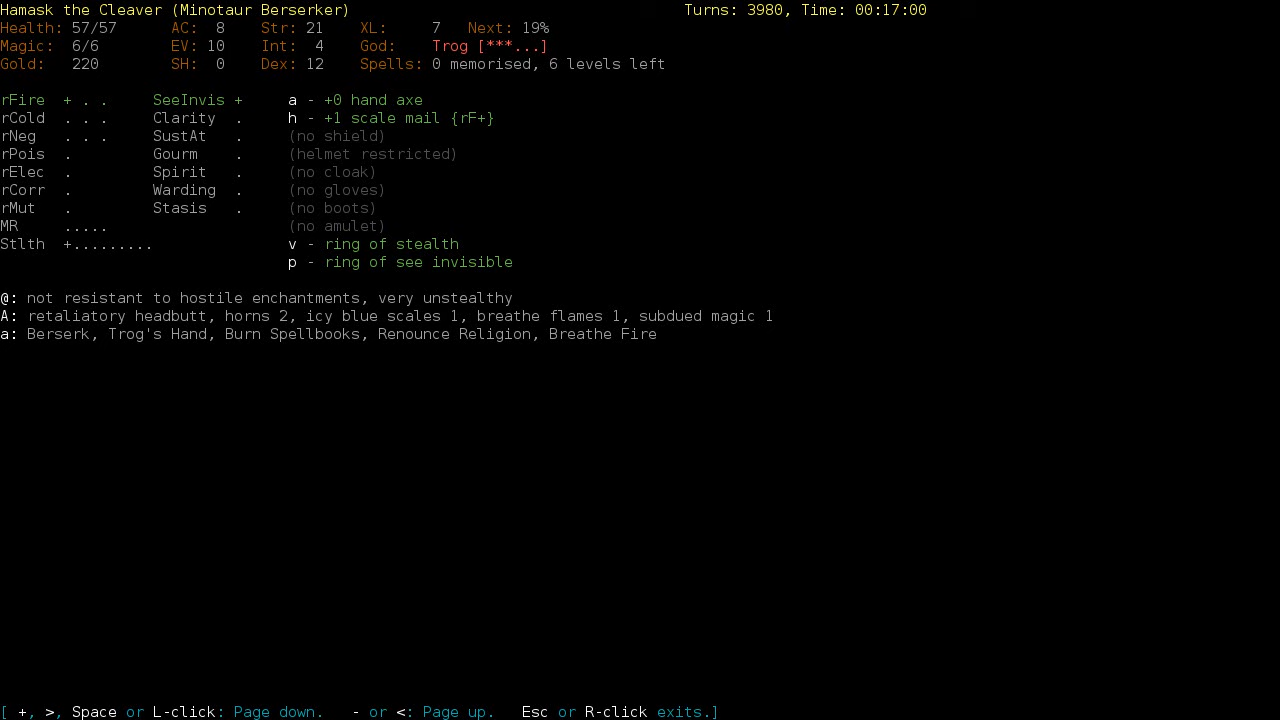 Hamask the Cleaver (Minotaur Berserker) Turns: 3980, Time: 00:17:00
Health: 57/57 AC: 8 Str: 21 XL: 7 Next: 19%
Magic: 6/6 EV: 10 Int: 4 God: Trog [***...]
Gold: 220 SH: 0 Dex: 12 Spells: 0 memorised, 6 levels left
rFire + . . SeeInvis + a - +0 hand axe
rCold . . . Clarity . h - +1 scale mail {rF+}
rNeg . . . SustAt . (no shield)
rPois . Gourm . (helmet restricted)
rElec . Spirit . (no cloak)
rCorr . Warding . (no gloves)
rMut . Stasis . (no boots)
MR ..... (no amulet)
Stlth +......... v - ring of stealth
p - ring of see invisible
@: not resistant to hostile enchantments, very unstealthy
A: retaliatory headbutt, horns 2, icy blue scales 1, breathe flames 1, subdued magic 1
a: Berserk, Trog's Hand, Burn Spellbooks, Renounce Religion, Breathe Fire
[ +, >, Space or L-click: Page down. - or <: Page up. Esc or R-click exits.]